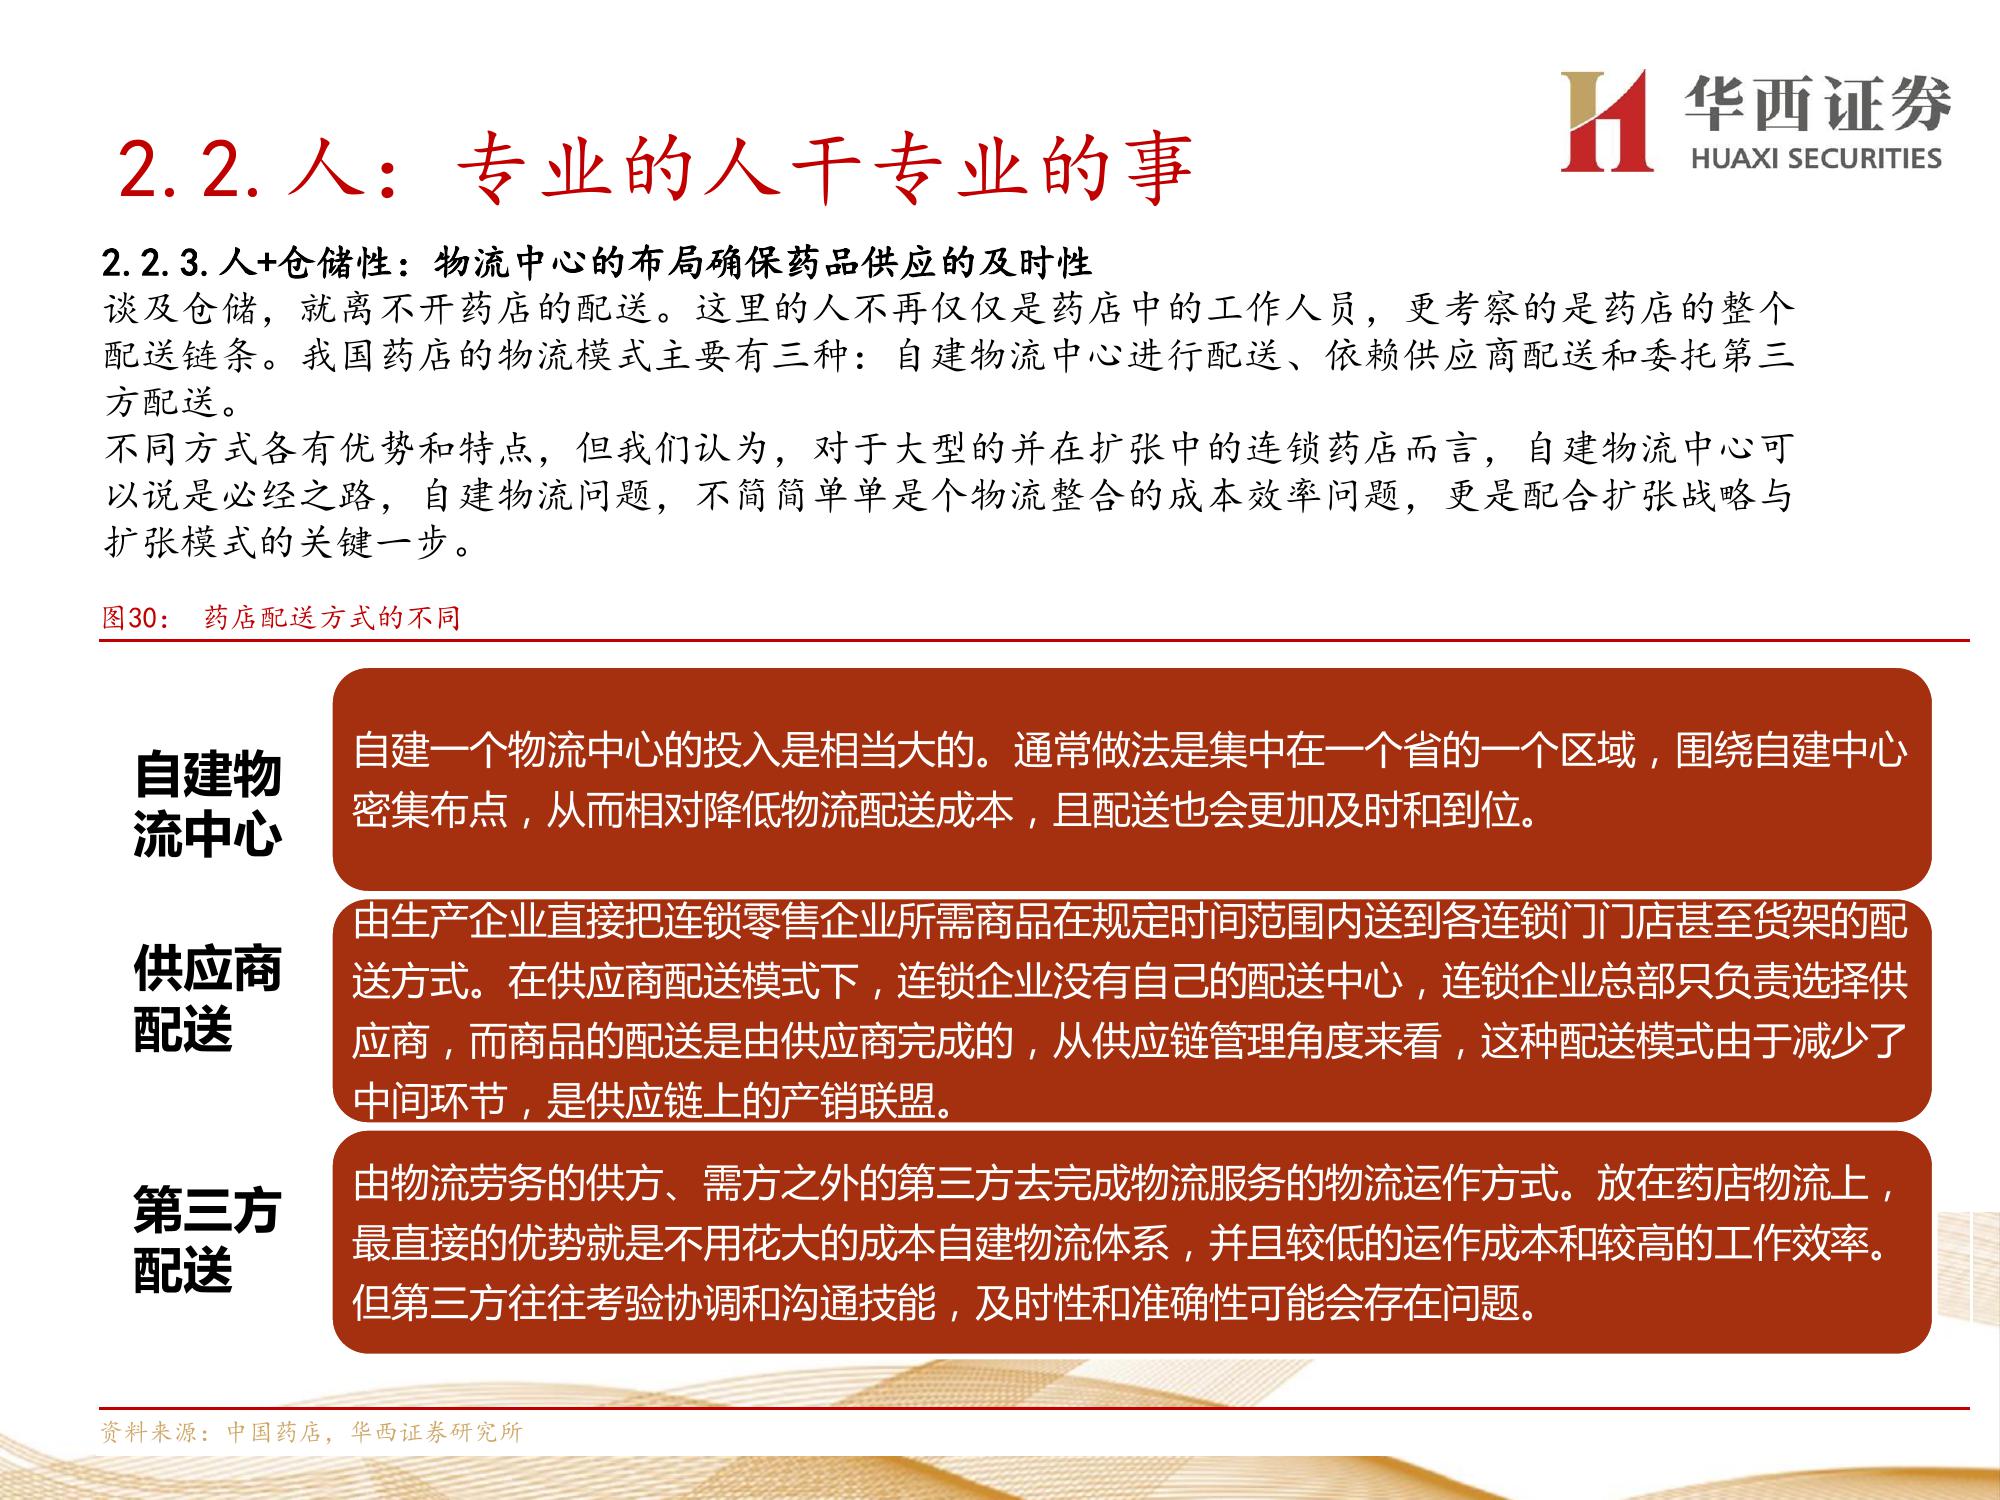 华西证券
HUAXI SECURITIES
2.2.人：专业的人干专业的事
2.2.3.人+仓储性：物流中心的布局确保药品供应的及时性
谈及仓储，就离不开药店的配送。这里的人不再仅仅是药店中的工作人员，更考察的是药店的整个
配送链条。我国药店的物流模式主要有三种：自建物流中心进行配送、依赖供应商配送和委托第三
方配送。
不同方式各有优势和特点，但我们认为，对于大型的并在扩张中的连锁药店而言，自建物流中心可
以说是必经之路，自建物流问题，不简简单单是个物流整合的成本效率问题，更是配合扩张战略与
扩张模式的关键一步。
图30： 药店配送方式的不同
自建物
流中心
自建一个物流中心的投入是相当大的。通常做法是集中在一个省的一个区域，围绕自建中心
密集布点，从而相对降低物流配送成本，且配送也会更加及时和到位。
供应商
配送
由生产企业直接把连锁零售企业所需商品在规定时间范围内送到各连锁门门店甚至货架的配
送方式。在供应商配送模式下，连锁企业没有自己的配送中心，连锁企业总部只负责选择供
应商，而商品的配送是由供应商完成的，从供应链管理角度来看，这种配送模式由于减少了
中间环节，是供应链上的产销联盟。
第三方
配送
由物流劳务的供方、需方之外的第三方去完成物流服务的物流运作方式。放在药店物流上，
最直接的优势就是不用花大的成本自建物流体系，并且较低的运作成本和较高的工作效率。
但第三方往往考验协调和沟通技能，及时性和准确性可能会存在问题。
资料来源：中国药店，华西证券研究所